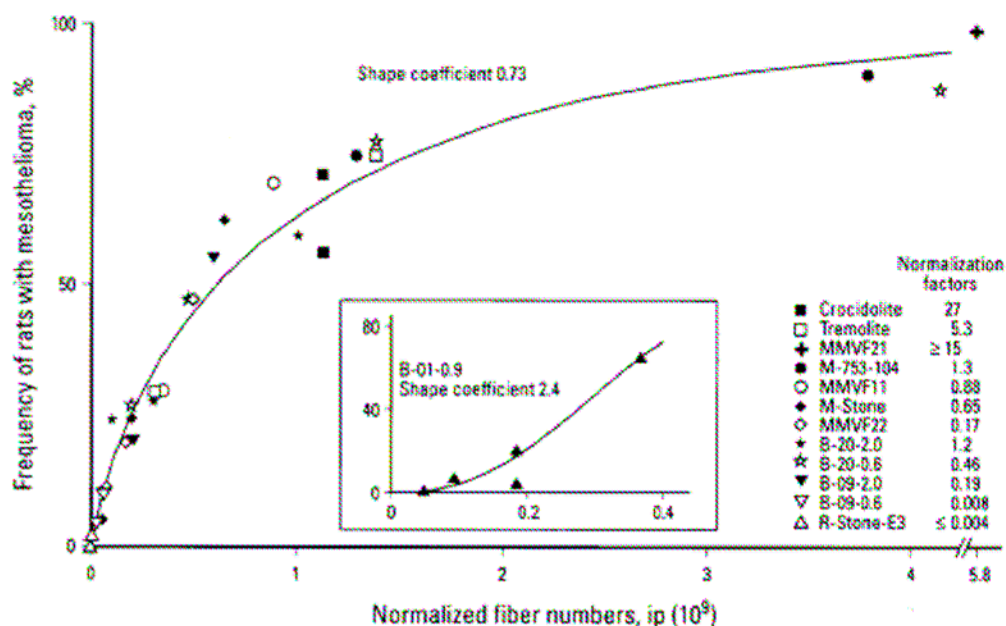 100
50
0
Frequency of rats with mesothelioma, %
Shape coefficient 0.73
80
40
0
B-01-0.9
Shape coefficient 2.4
0 0.2 0.4
Normalization
factors
Crocidolite 27
Tremolite 5.3
MMVF21 ≥ 15
M-753-104 1.3
MMVF11 0.88
M-Stone 0.65
MMVF22 0.17
B-20-2.0 1.2
B-20-0.6 0.46
B-09-2.0 0.19
B-09-0.6 0.008
R-Stone-E3 ≤ 0.004
0 1 2 3 4 5.8
Normalized fiber numbers, ip (10⁹)